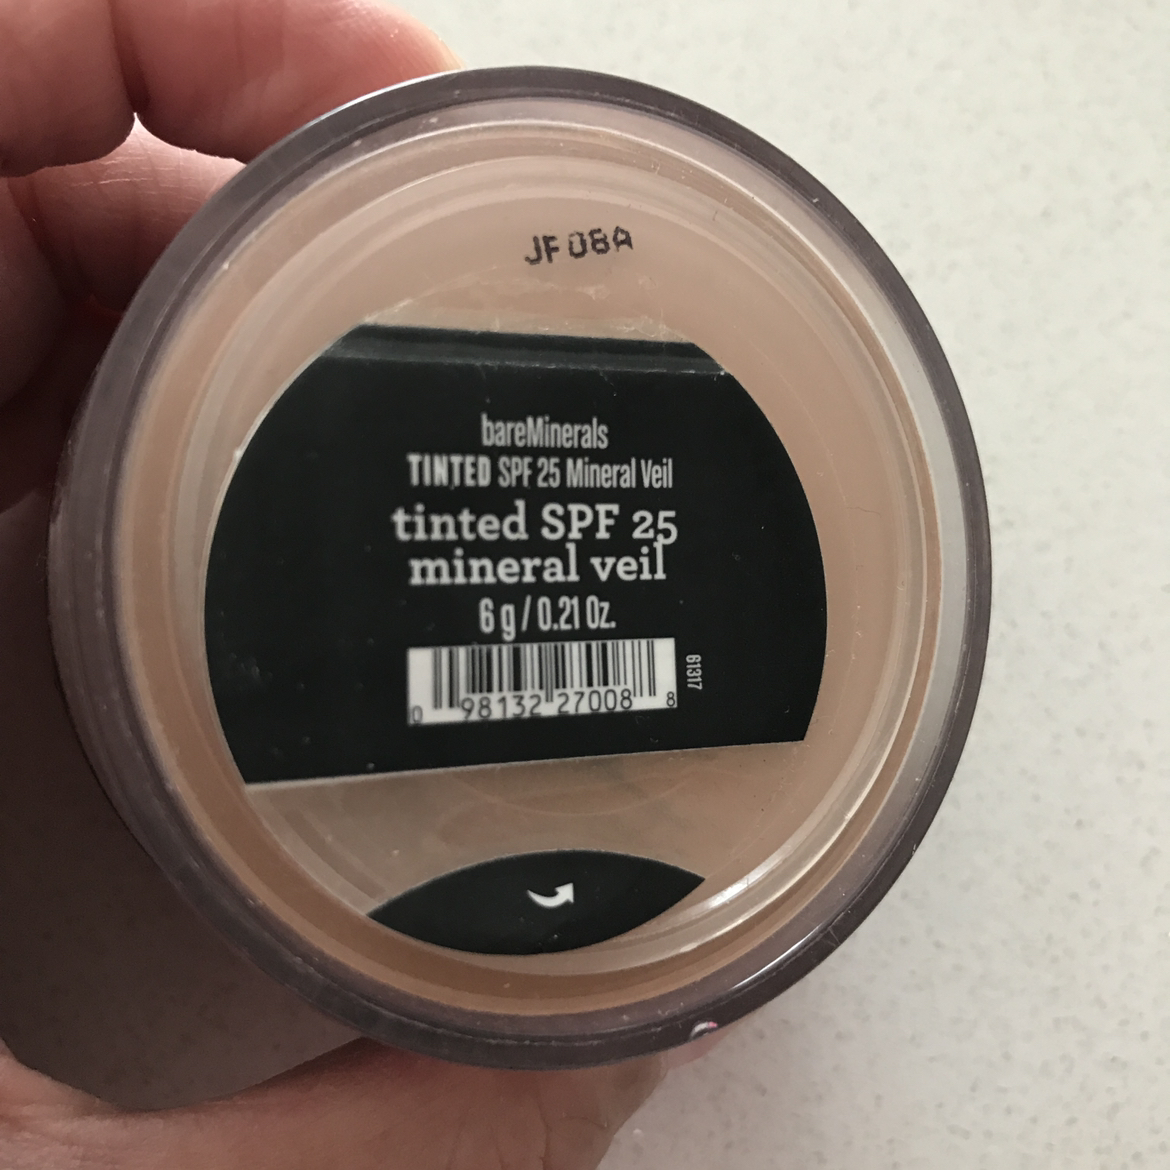 JF08A
bareMinerals
TINTED SPF 25 Mineral Veil
tinted SPF 25
mineral veil
6 g / 0.21 Oz.
61317
0 98132 27008 8